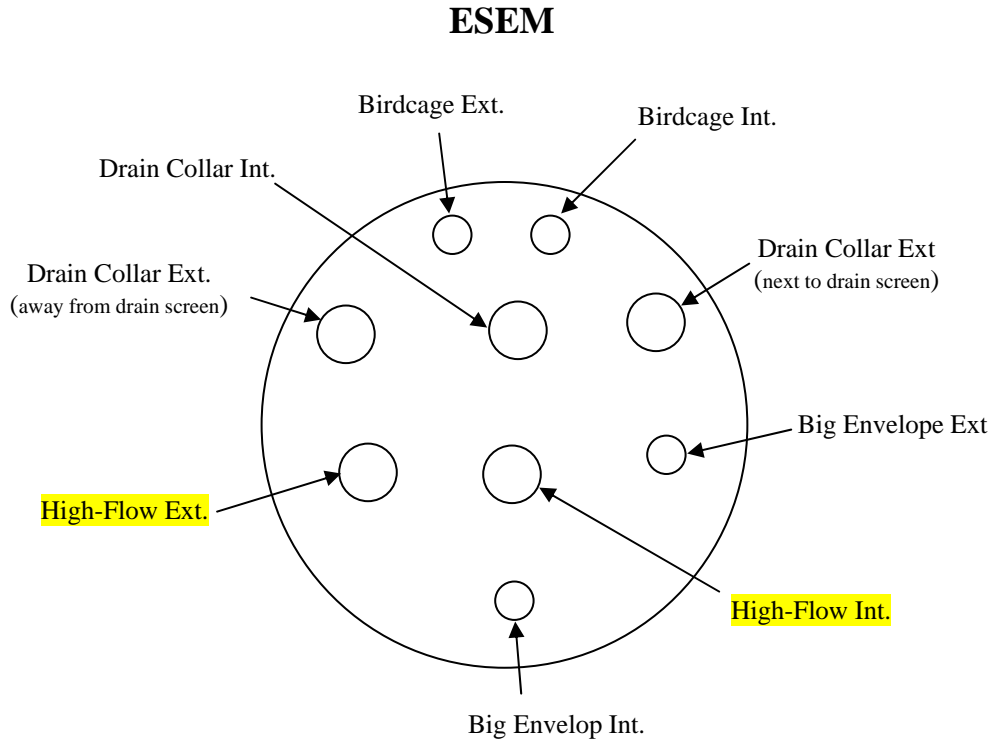 ESEM
Birdcage Ext.
Birdcage Int.
Drain Collar Int.
Drain Collar Ext
(next to drain screen)
Drain Collar Ext.
(away from drain screen)
Big Envelope Ext
High-Flow Ext.
High-Flow Int.
Big Envelop Int.